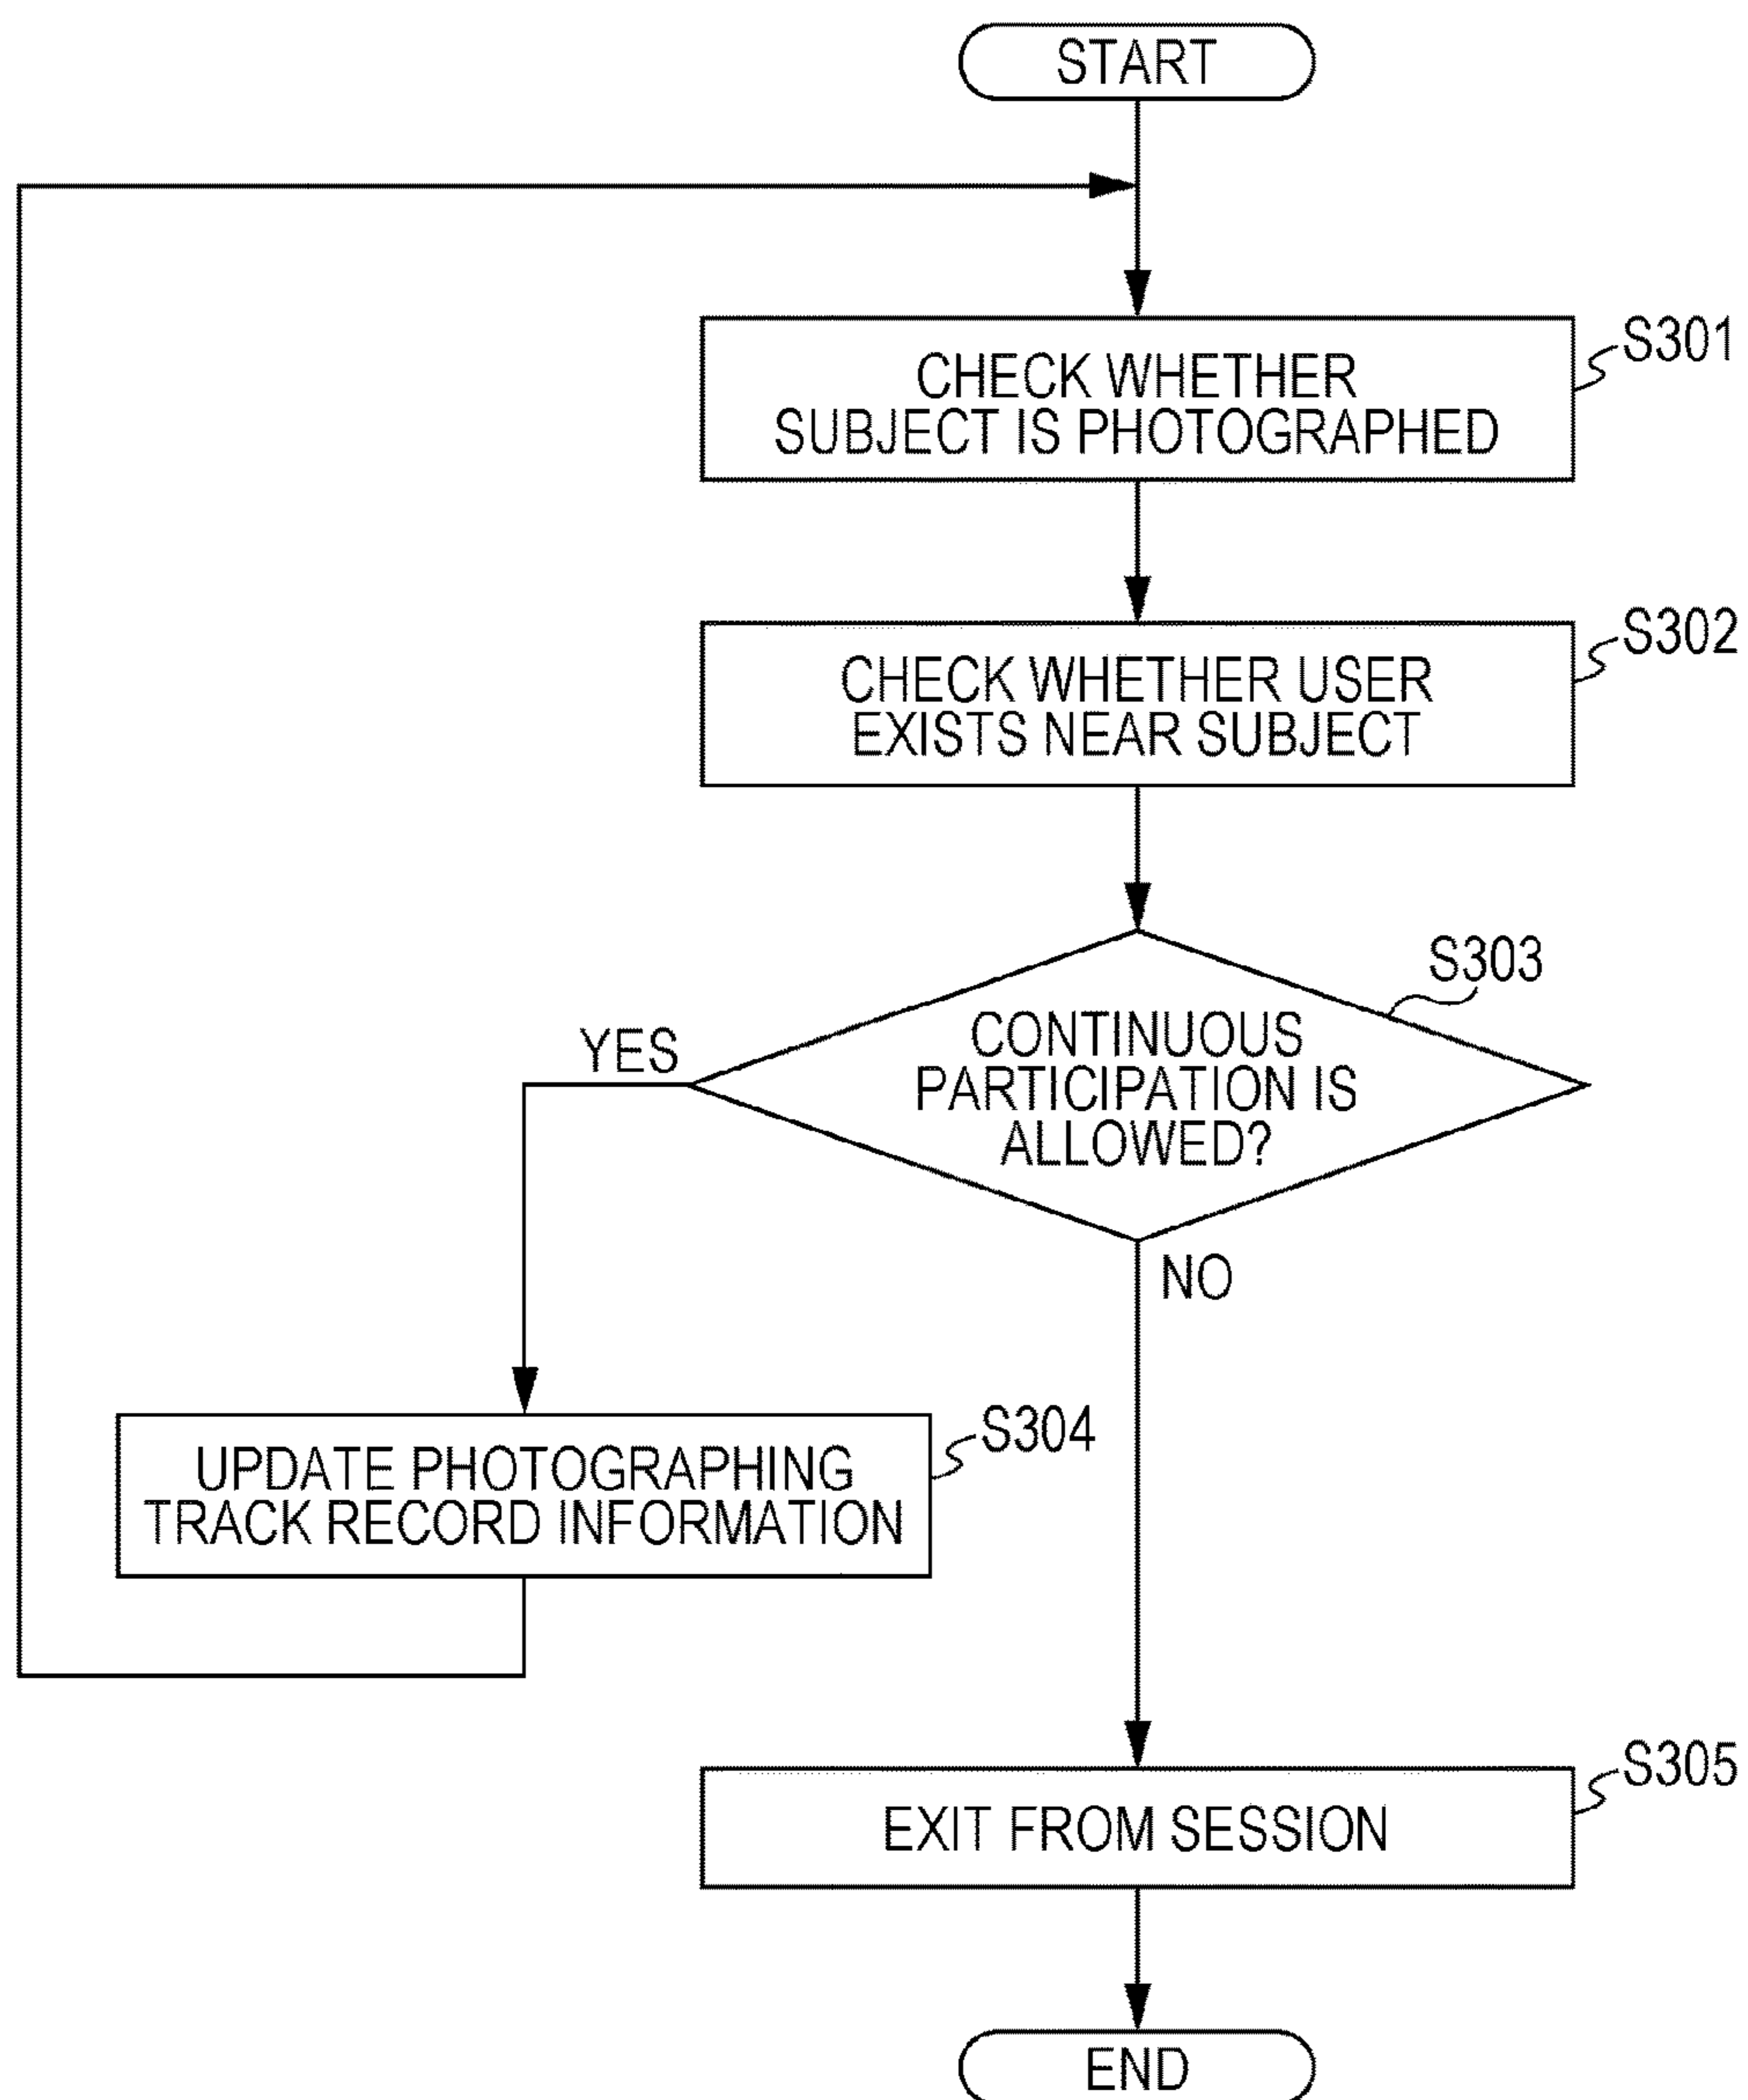 START
CHECK WHETHER
SUBJECT IS PHOTOGRAPHED
S301
CHECK WHETHER USER
EXISTS NEAR SUBJECT
S302
CONTINUOUS
PARTICIPATION IS
ALLOWED?
S303
YES
NO
UPDATE PHOTOGRAPHING
TRACK RECORD INFORMATION
S304
EXIT FROM SESSION
S305
END